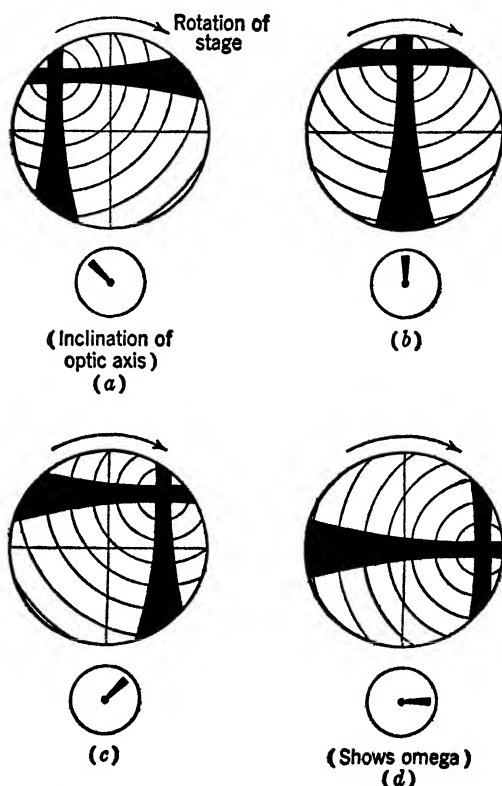 Rotation of
stage
(Inclination of
optic axis)
(a)
(b)
(c)
(Shows omega)
(d)